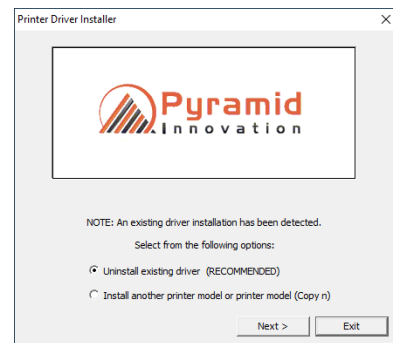 Printer Driver Installer
Pyramid
Innovation
NOTE: An existing driver installation has been detected.
Select from the following options:
Uninstall existing driver (RECOMMENDED)
Install another printer model or printer model (Copy n)
Next >
Exit